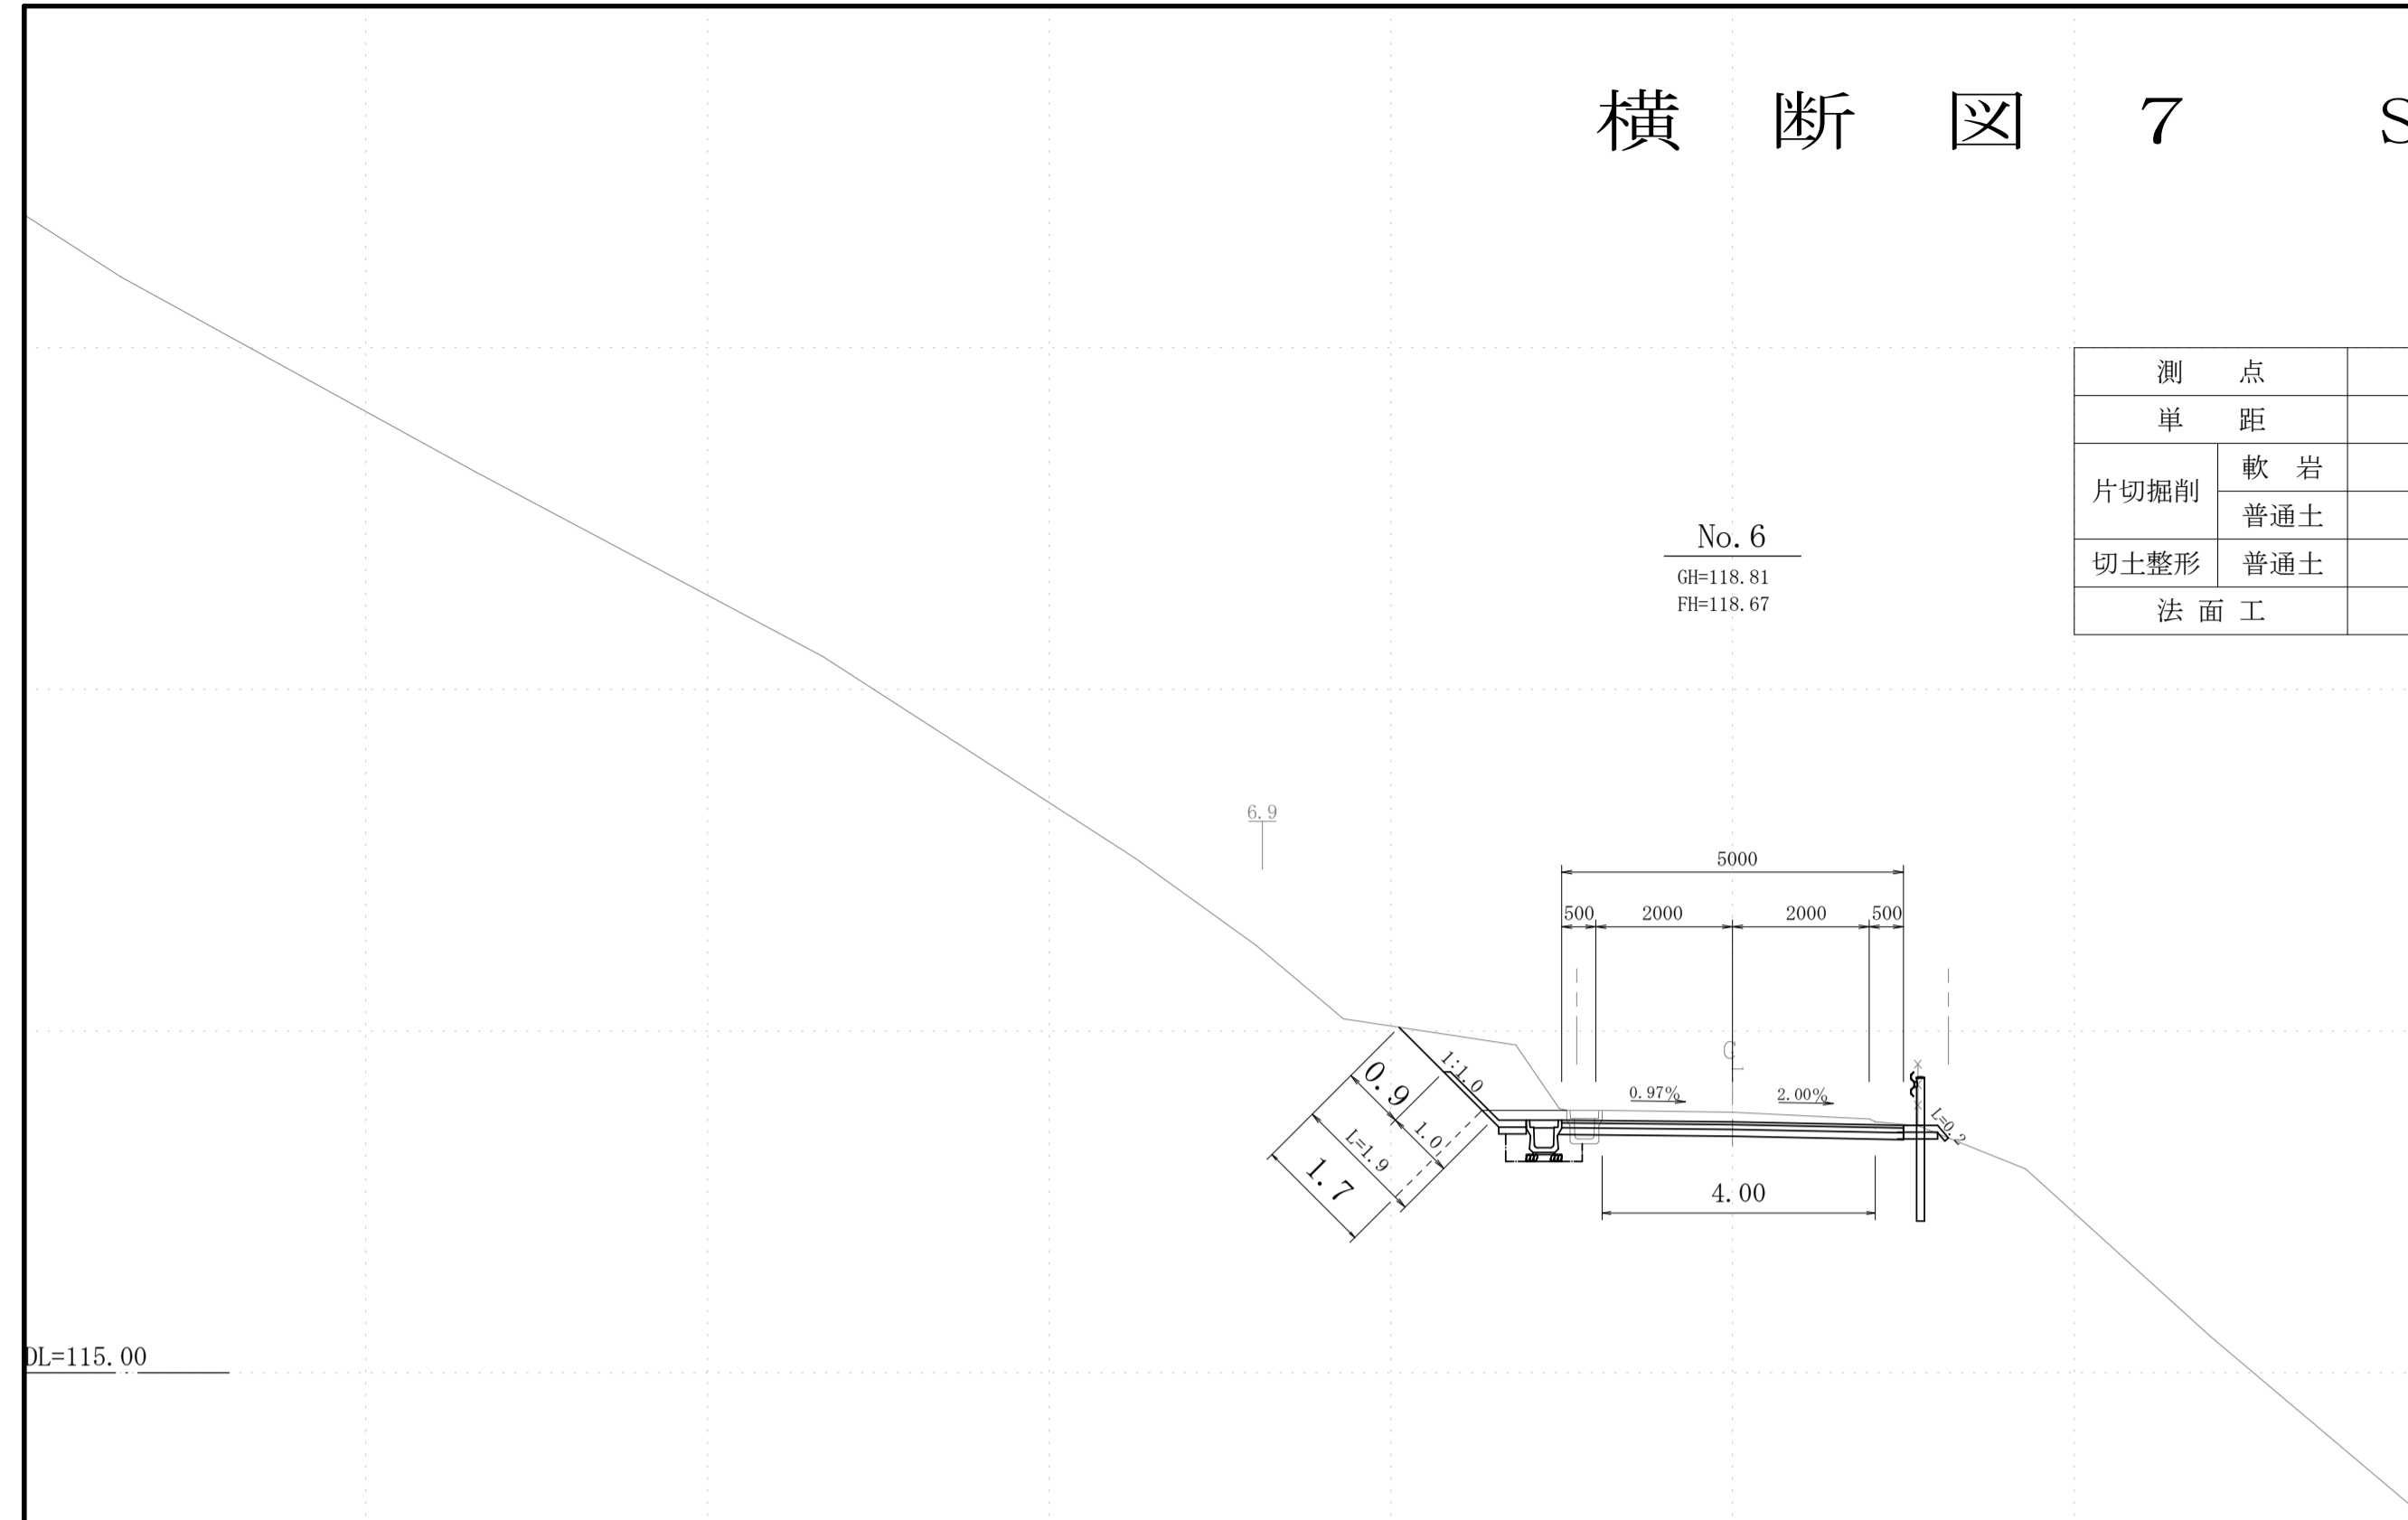 横断図7 S
測点
単距
片切掘削 軟岩
普通土
切土整形 普通土
法面工
No.6
GH=118.81
FH=118.67
6.9
5000
500 2000 2000 500
C
L
1:1.0
0.9
0.97%
2.00%
1.0
L=0.2
L=1.9
1.7
4.00
DL=115.00